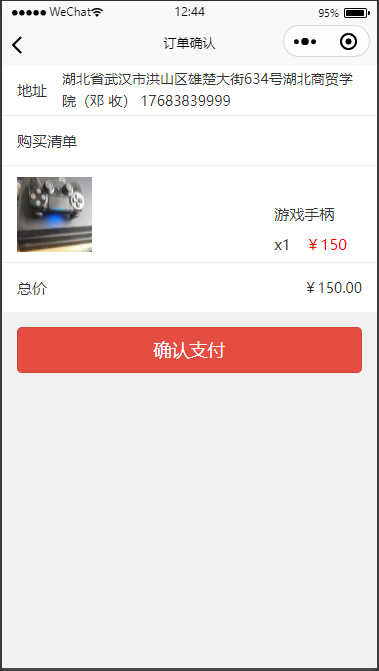 WeChat
12:44
95%
订单确认
地址
湖北省武汉市洪山区雄楚大街634号湖北商贸学
院（邓 收） 17683839999
购买清单
游戏手柄
x1 ￥150
总价 ￥150.00
确认支付